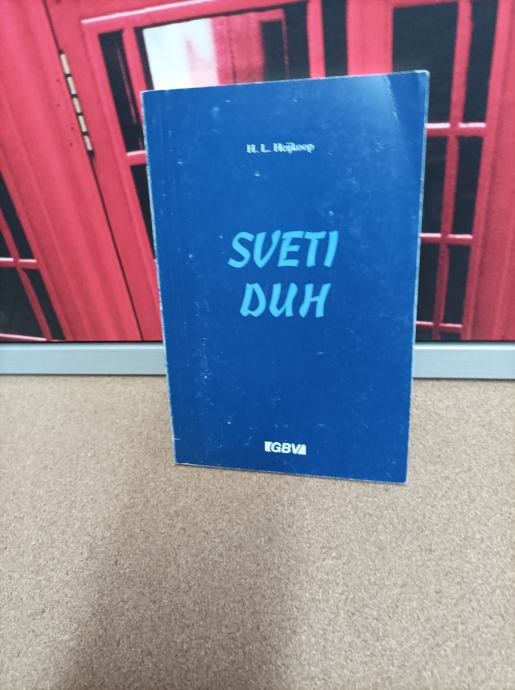 H. L. Heijkoop
SVETI
DUH
GBV